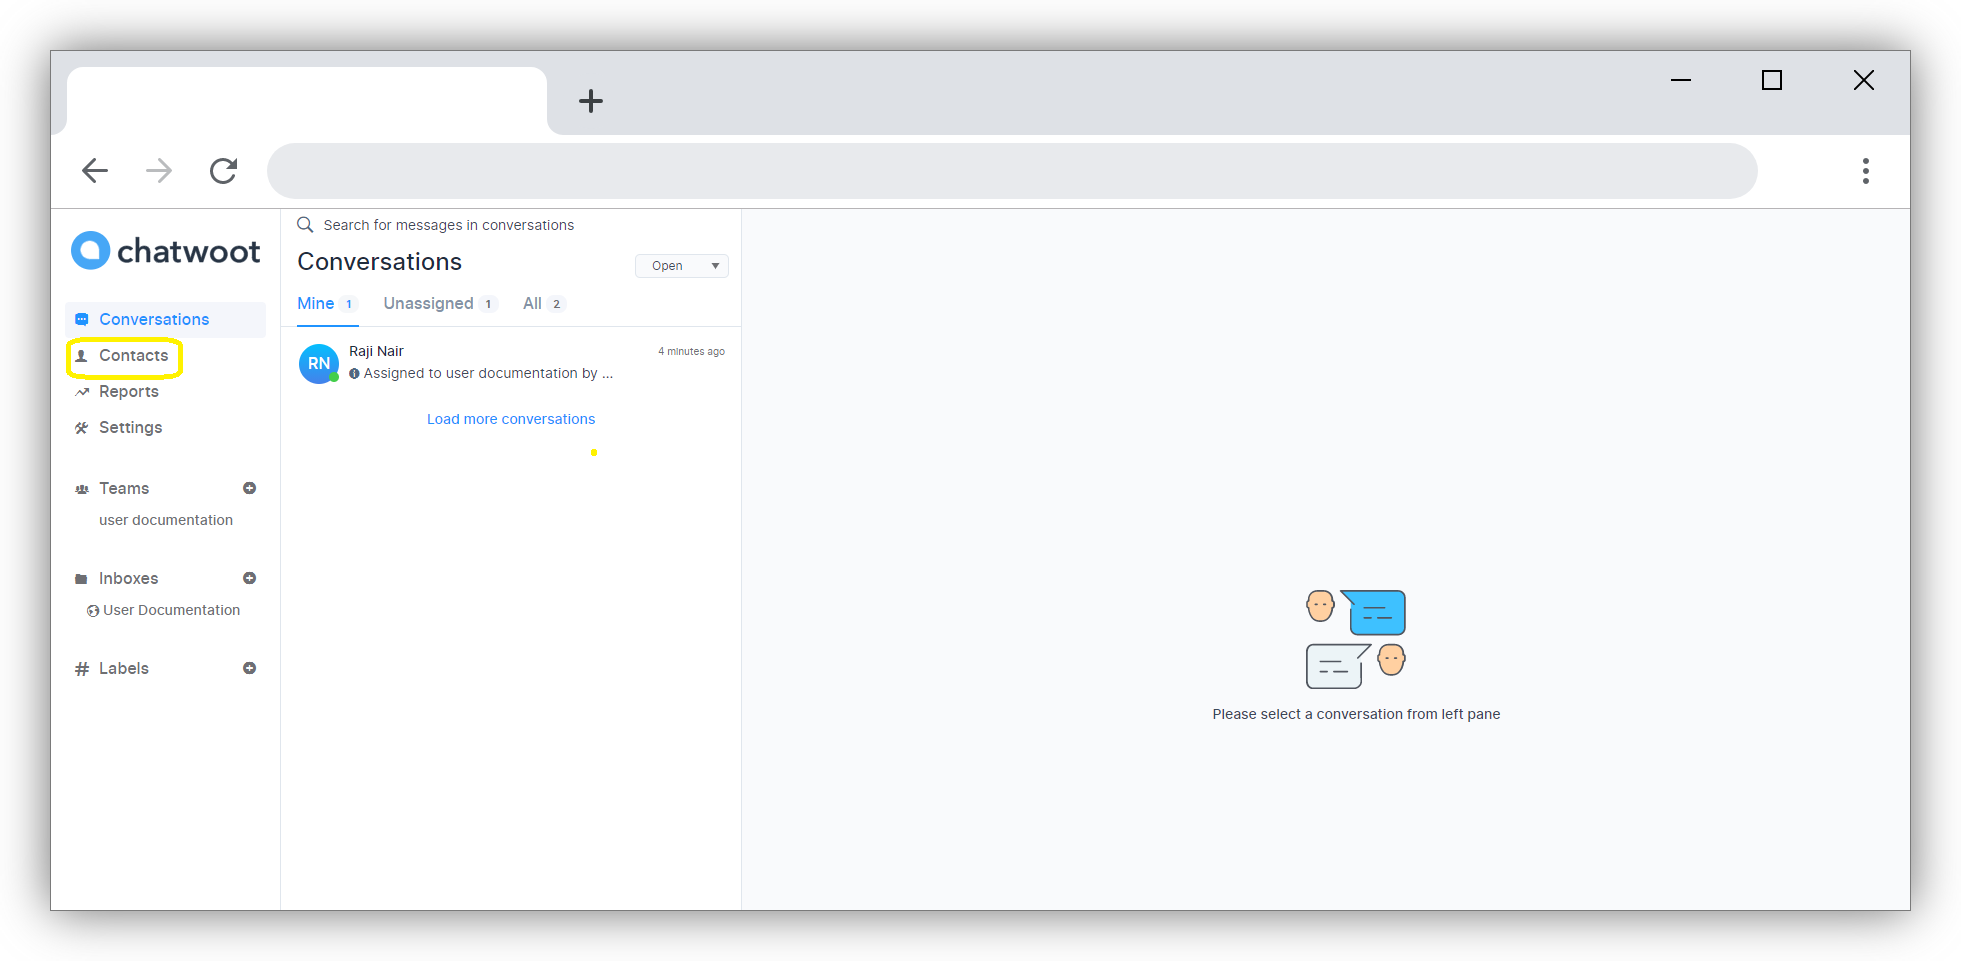 chatwoot
Conversations
Contacts
Reports
Settings
Teams
user documentation
Inboxes
User Documentation
Labels
Search for messages in conversations
Conversations
Open
Mine 1 Unassigned 1 All 2
RN
Raji Nair
4 minutes ago
Assigned to user documentation by ...
Load more conversations
Please select a conversation from left pane